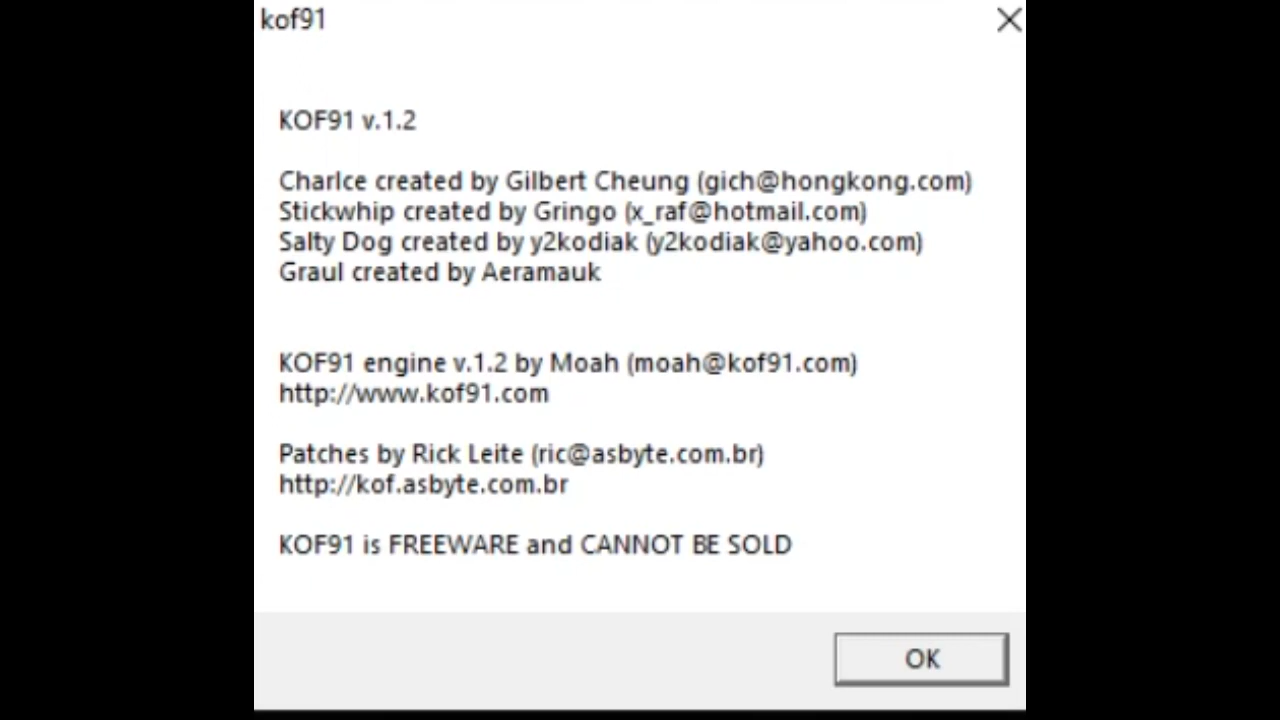 kof91
KOF91 v.1.2
Charlce created by Gilbert Cheung (gich@hongkong.com)
Stickwhip created by Gringo (x_raf@hotmail.com)
Salty Dog created by y2kodiak (y2kodiak@yahoo.com)
Graul created by Aeramauk
KOF91 engine v.1.2 by Moah (moah@kof91.com)
http://www.kof91.com
Patches by Rick Leite (ric@asbyte.com.br)
http://kof.asbyte.com.br
KOF91 is FREEWARE and CANNOT BE SOLD
OK